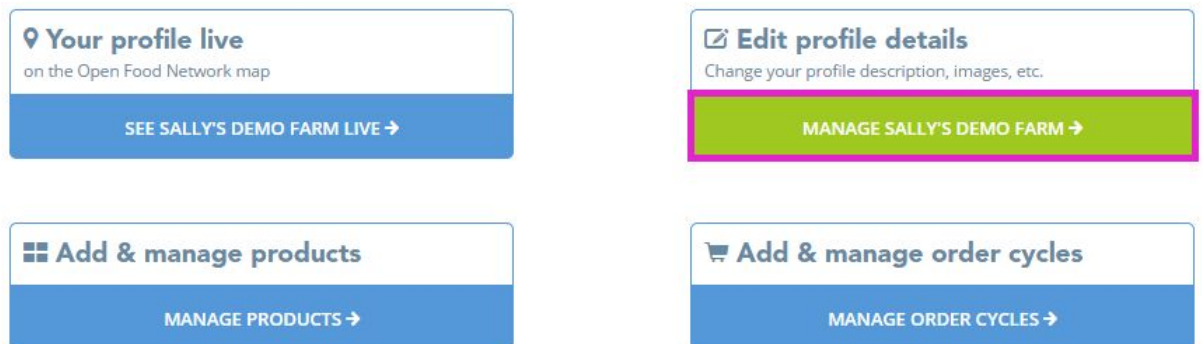 Your profile live
on the Open Food Network map
SEE SALLY'S DEMO FARM LIVE →
Edit profile details
Change your profile description, images, etc.
MANAGE SALLY'S DEMO FARM →
Add & manage products
MANAGE PRODUCTS →
Add & manage order cycles
MANAGE ORDER CYCLES →